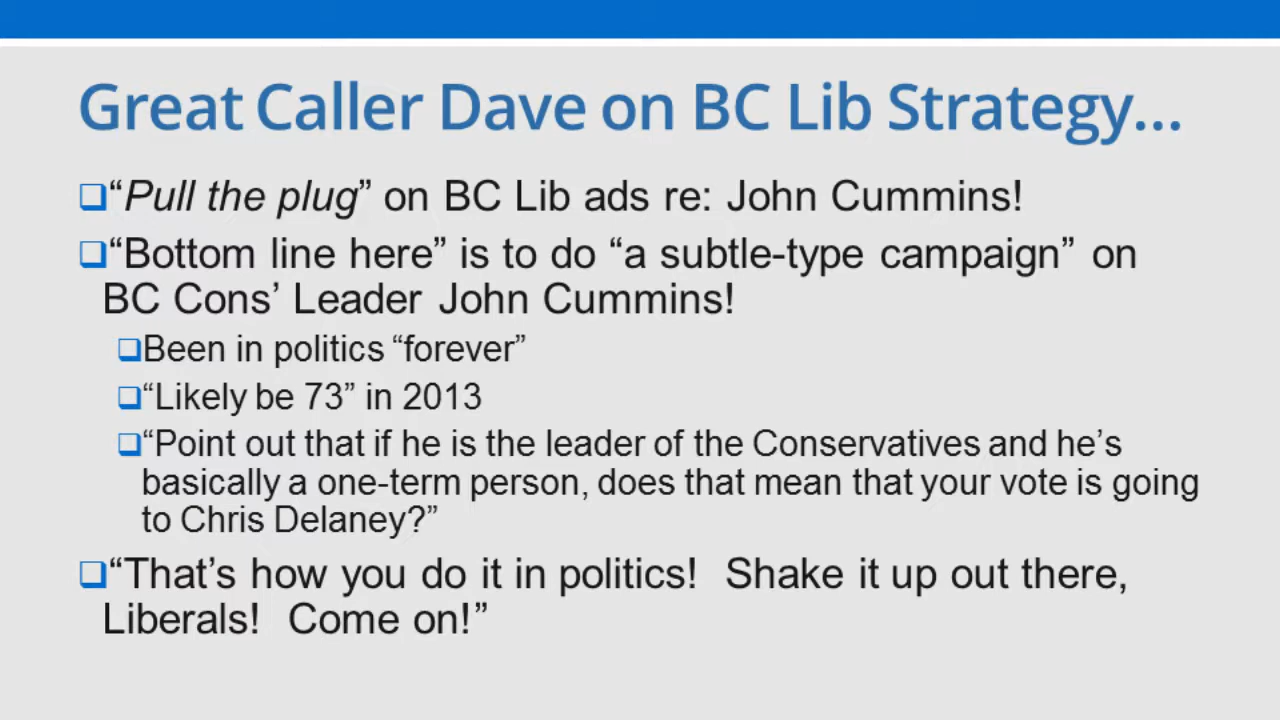 Great Caller Dave on BC Lib Strategy...
❑“Pull the plug” on BC Lib ads re: John Cummins!
❑“Bottom line here” is to do “a subtle-type campaign” on
BC Cons’ Leader John Cummins!
❑Been in politics “forever”
❑“Likely be 73” in 2013
❑“Point out that if he is the leader of the Conservatives and he’s
basically a one-term person, does that mean that your vote is going
to Chris Delaney?”
❑“That’s how you do it in politics!  Shake it up out there,
Liberals!  Come on!”